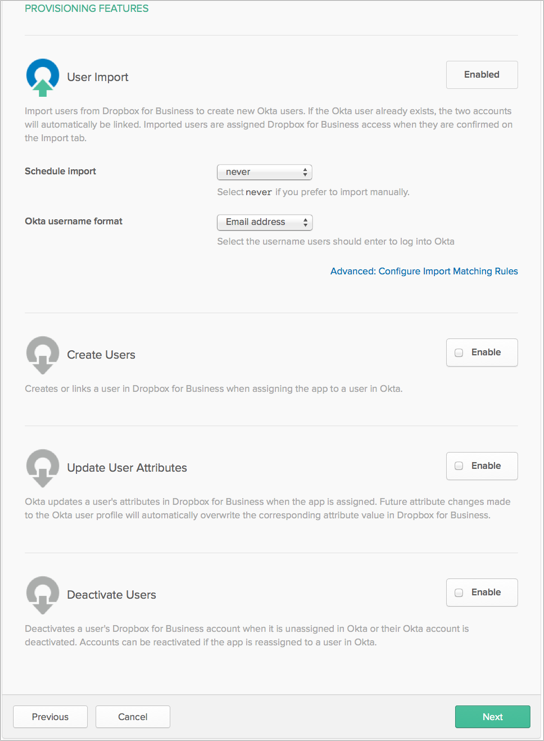 PROVISIONING FEATURES
User Import
Enabled
Import users from Dropbox for Business to create new Okta users. If the Okta user already exists, the two accounts
will automatically be linked. Imported users are assigned Dropbox for Business access when they are confirmed on
the Import tab.
Schedule import
never
Select never if you prefer to import manually.
Okta username format
Email address
Select the username users should enter to log into Okta
Advanced: Configure Import Matching Rules
Create Users
Enable
Creates or links a user in Dropbox for Business when assigning the app to a user in Okta.
Update User Attributes
Enable
Okta updates a user's attributes in Dropbox for Business when the app is assigned. Future attribute changes made
to the Okta user profile will automatically overwrite the corresponding attribute value in Dropbox for Business.
Deactivate Users
Enable
Deactivates a user's Dropbox for Business account when it is unassigned in Okta or their Okta account is
deactivated. Accounts can be reactivated if the app is reassigned to a user in Okta.
Previous
Cancel
Next